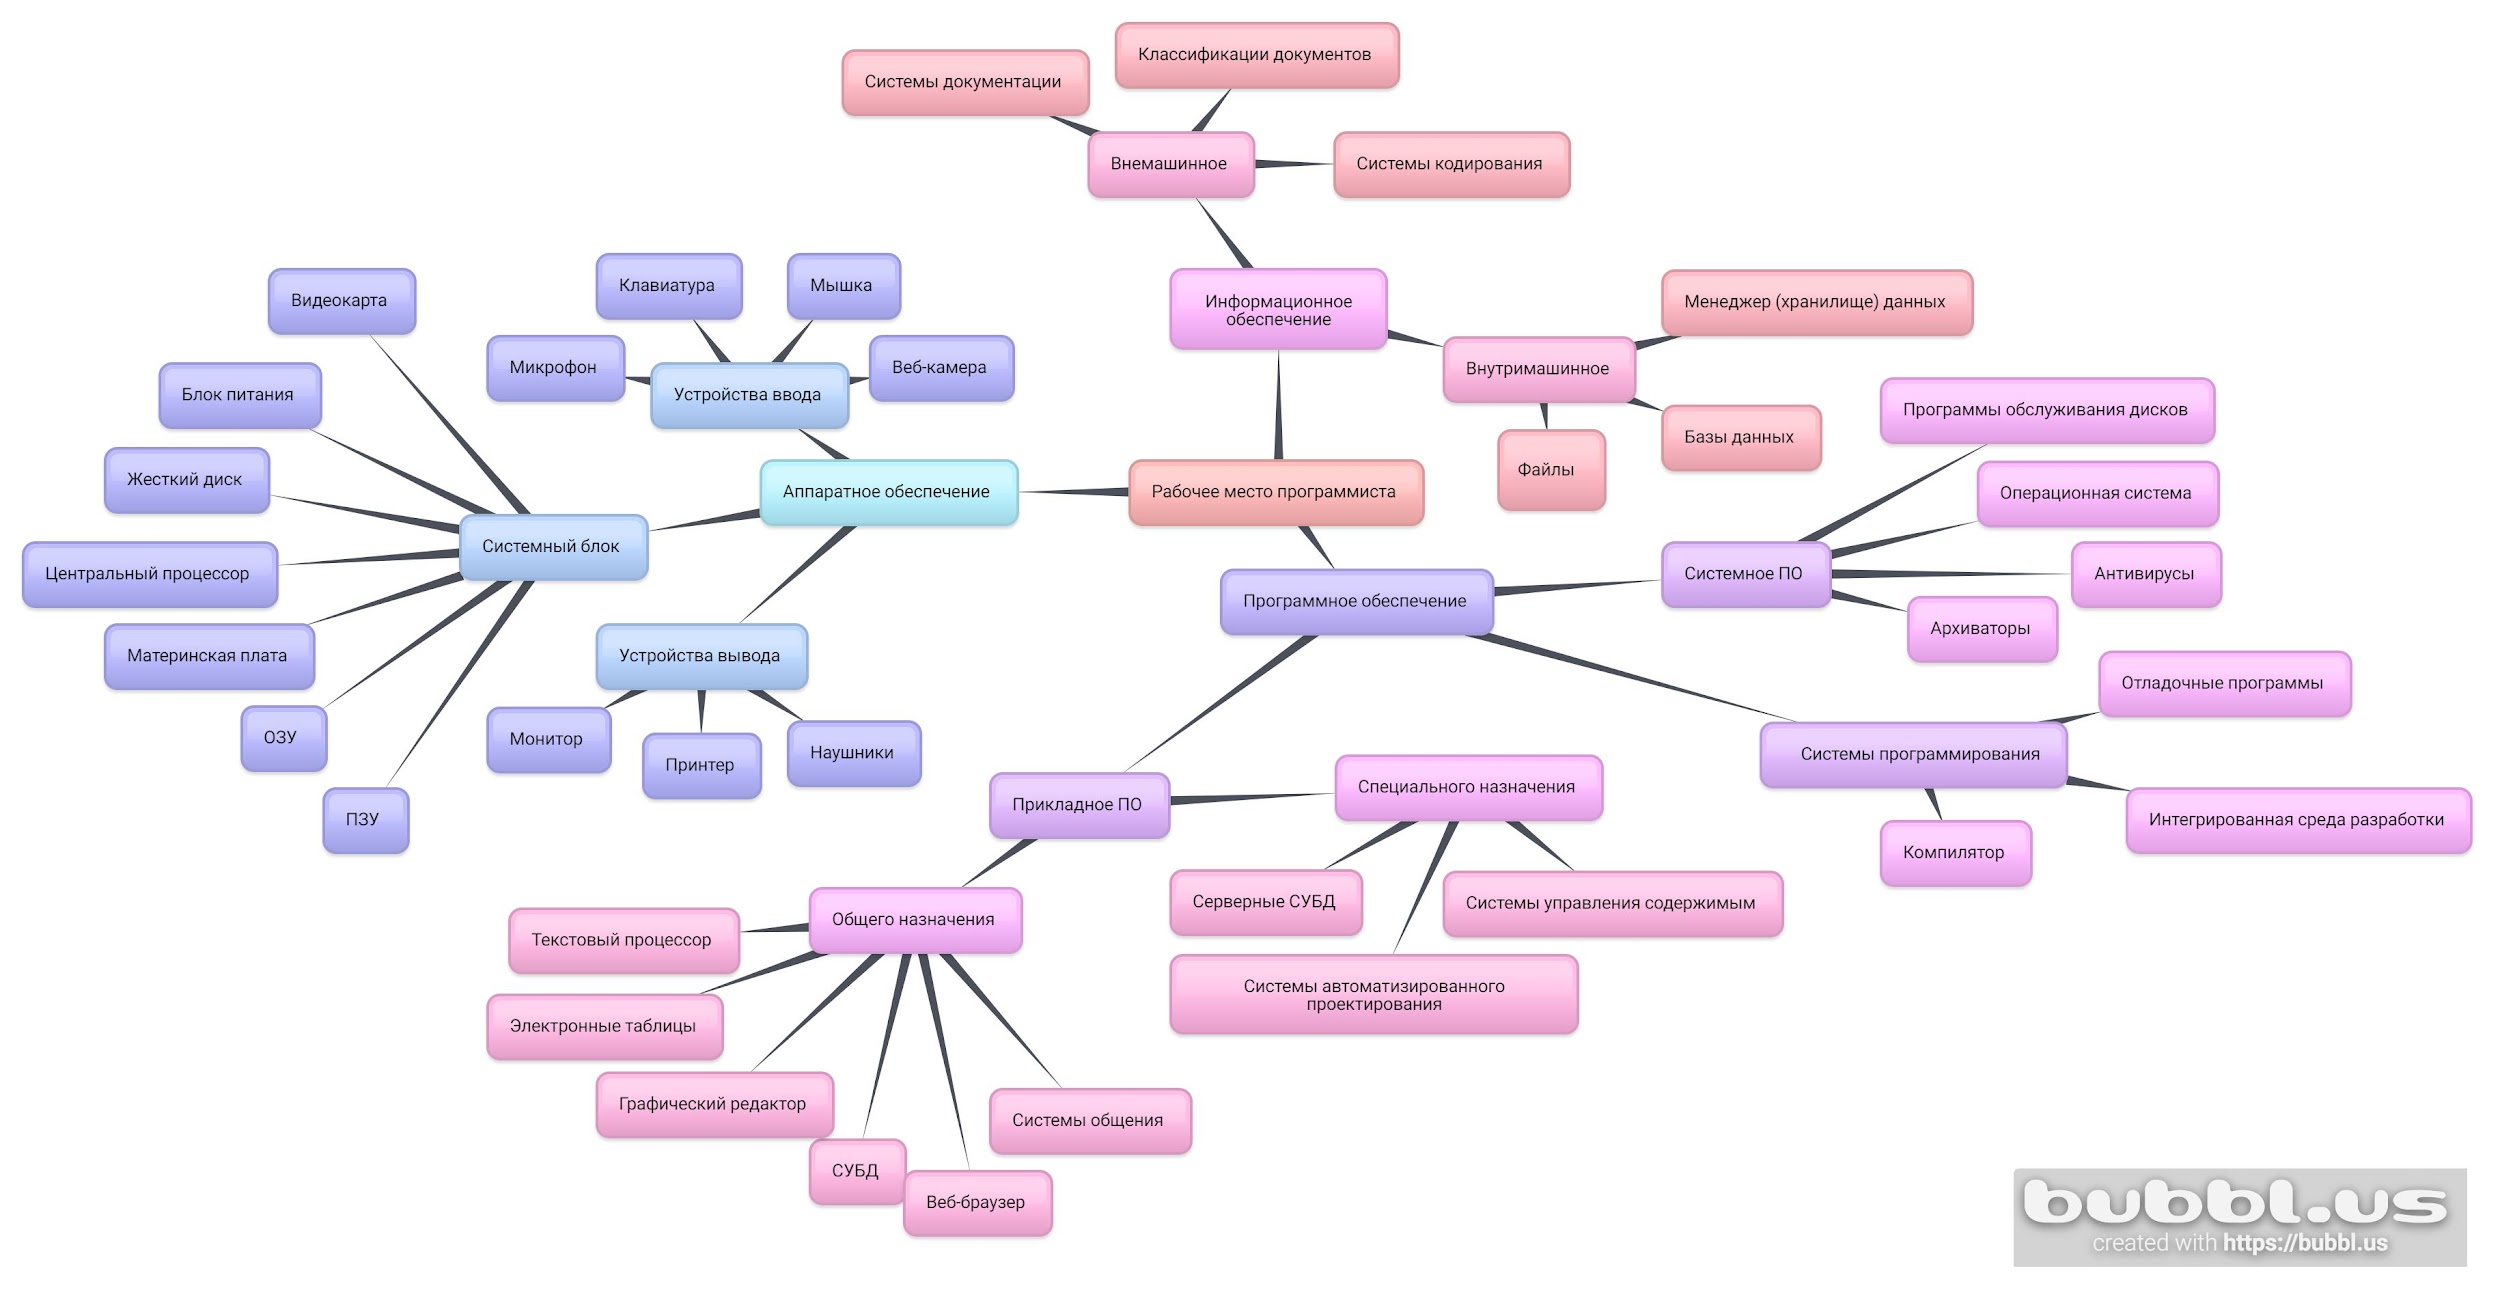 Классификации документов
Системы документации
Внемашинное
Системы кодирования
Клавиатура
Мышка
Видеокарта
Информационное
обеспечение
Менеджер (хранилище) данных
Микрофон
Веб-камера
Внутримашинное
Блок питания
Устройства ввода
Программы обслуживания дисков
Базы данных
Файлы
Жесткий диск
Аппаратное обеспечение
Рабочее место программиста
Операционная система
Системный блок
Центральный процессор
Системное ПО
Антивирусы
Программное обеспечение
Архиваторы
Материнская плата
Устройства вывода
Отладочные программы
ОЗУ
Монитор
Наушники
Принтер
Системы программирования
Специального назначения
Прикладное ПО
ПЗУ
Интегрированная среда разработки
Компилятор
Серверные СУБД
Системы управления содержимым
Общего назначения
Текстовый процессор
Системы автоматизированного
проектирования
Электронные таблицы
Графический редактор
Системы общения
СУБД
Веб-браузер
bubbl.us
created with https://bubbl.us